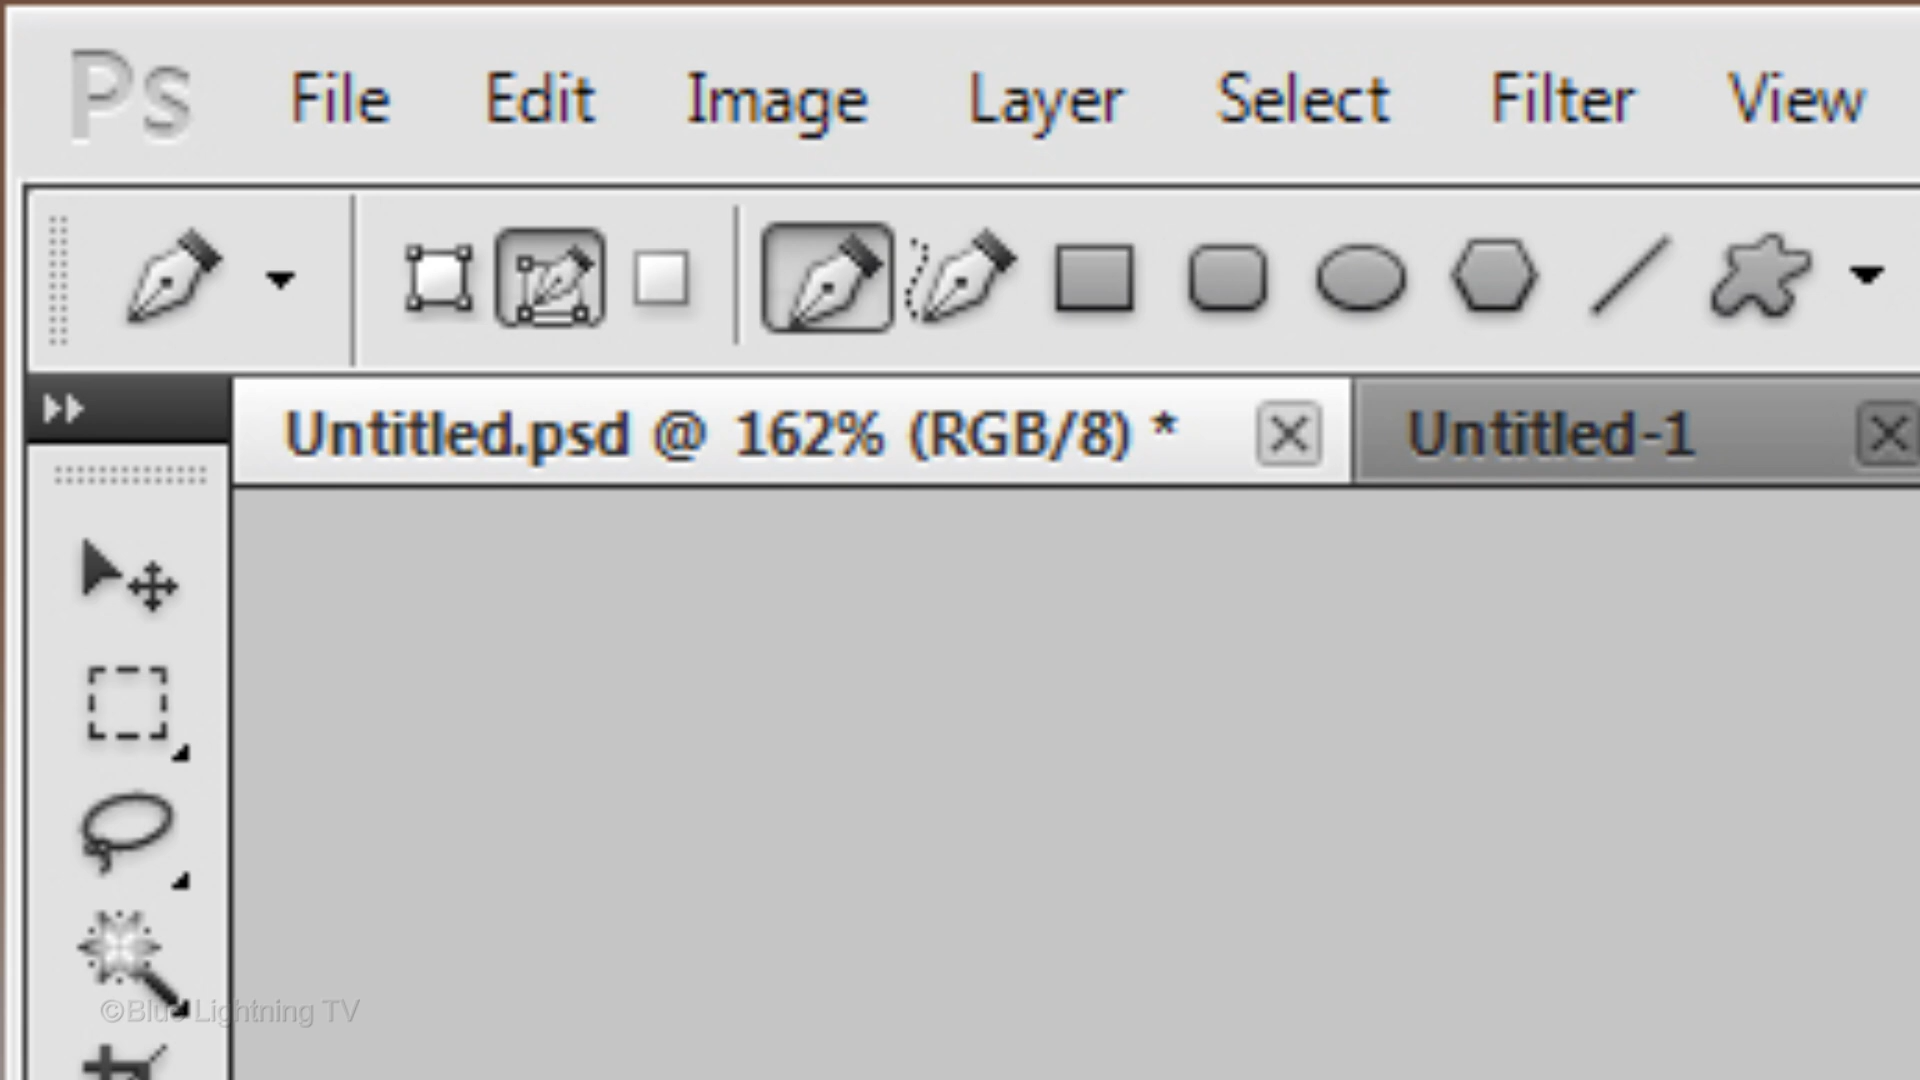 Ps File Edit Image Layer Select Filter View
Untitled.psd @ 162% (RGB/8) * Untitled-1
©Blue Lightning TV